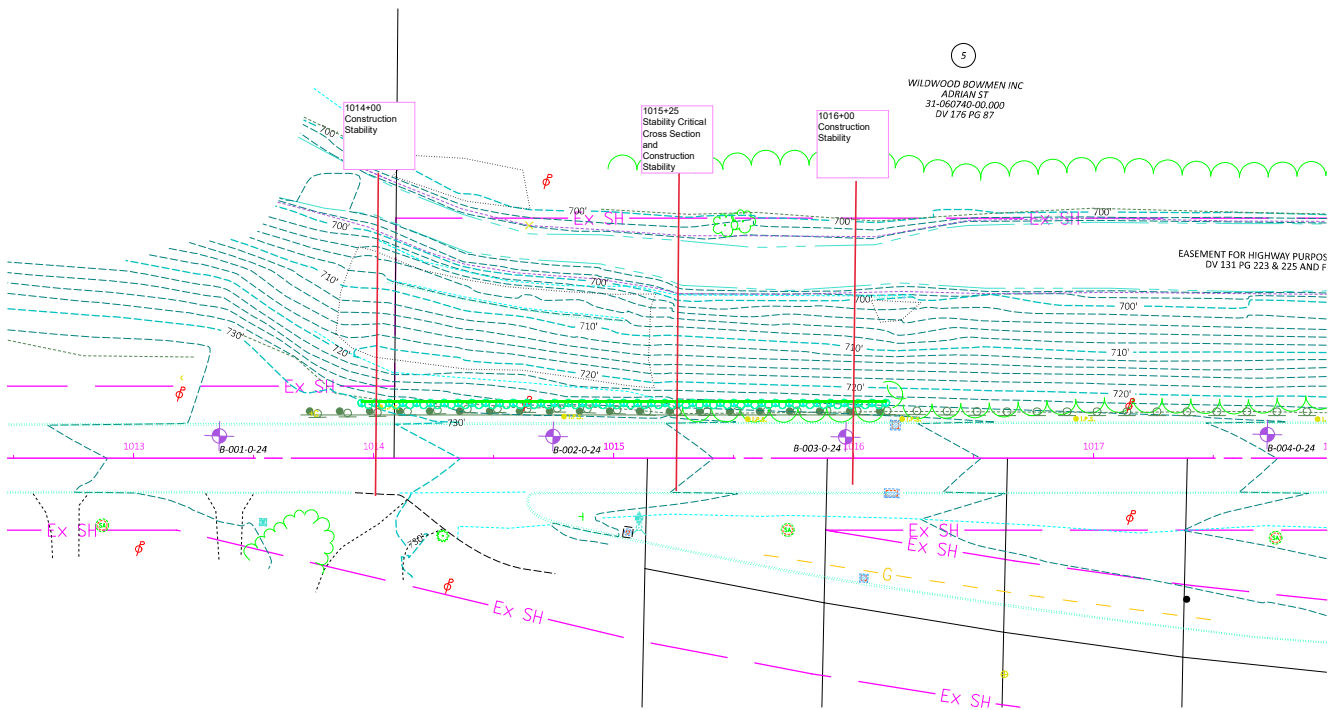 5
WILDWOOD BOWMEN INC
ADRIAN ST
31-060740-00.000
DV 176 PG 87
1014+00
Construction
Stability
1015+25
Stability Critical
Cross Section
and
Construction
Stability
1016+00
Construction
Stability
700'
700'
Ex SH
700'
Ex SH
700'
700'
EASEMENT FOR HIGHWAY PURPOS
DV 131 PG 223 & 225 AND F
710'
700'
700'
700'
730'
710'
720'
710'
710'
720'
720'
720'
Ex SH
730'
1013
B-001-0-24
1014
B-002-0-24
1015
B-003-0-24
1016
1017
B-004-0-24
1
Ex SH
730'
Ex SH
Ex SH
G
Ex SH
Ex SH